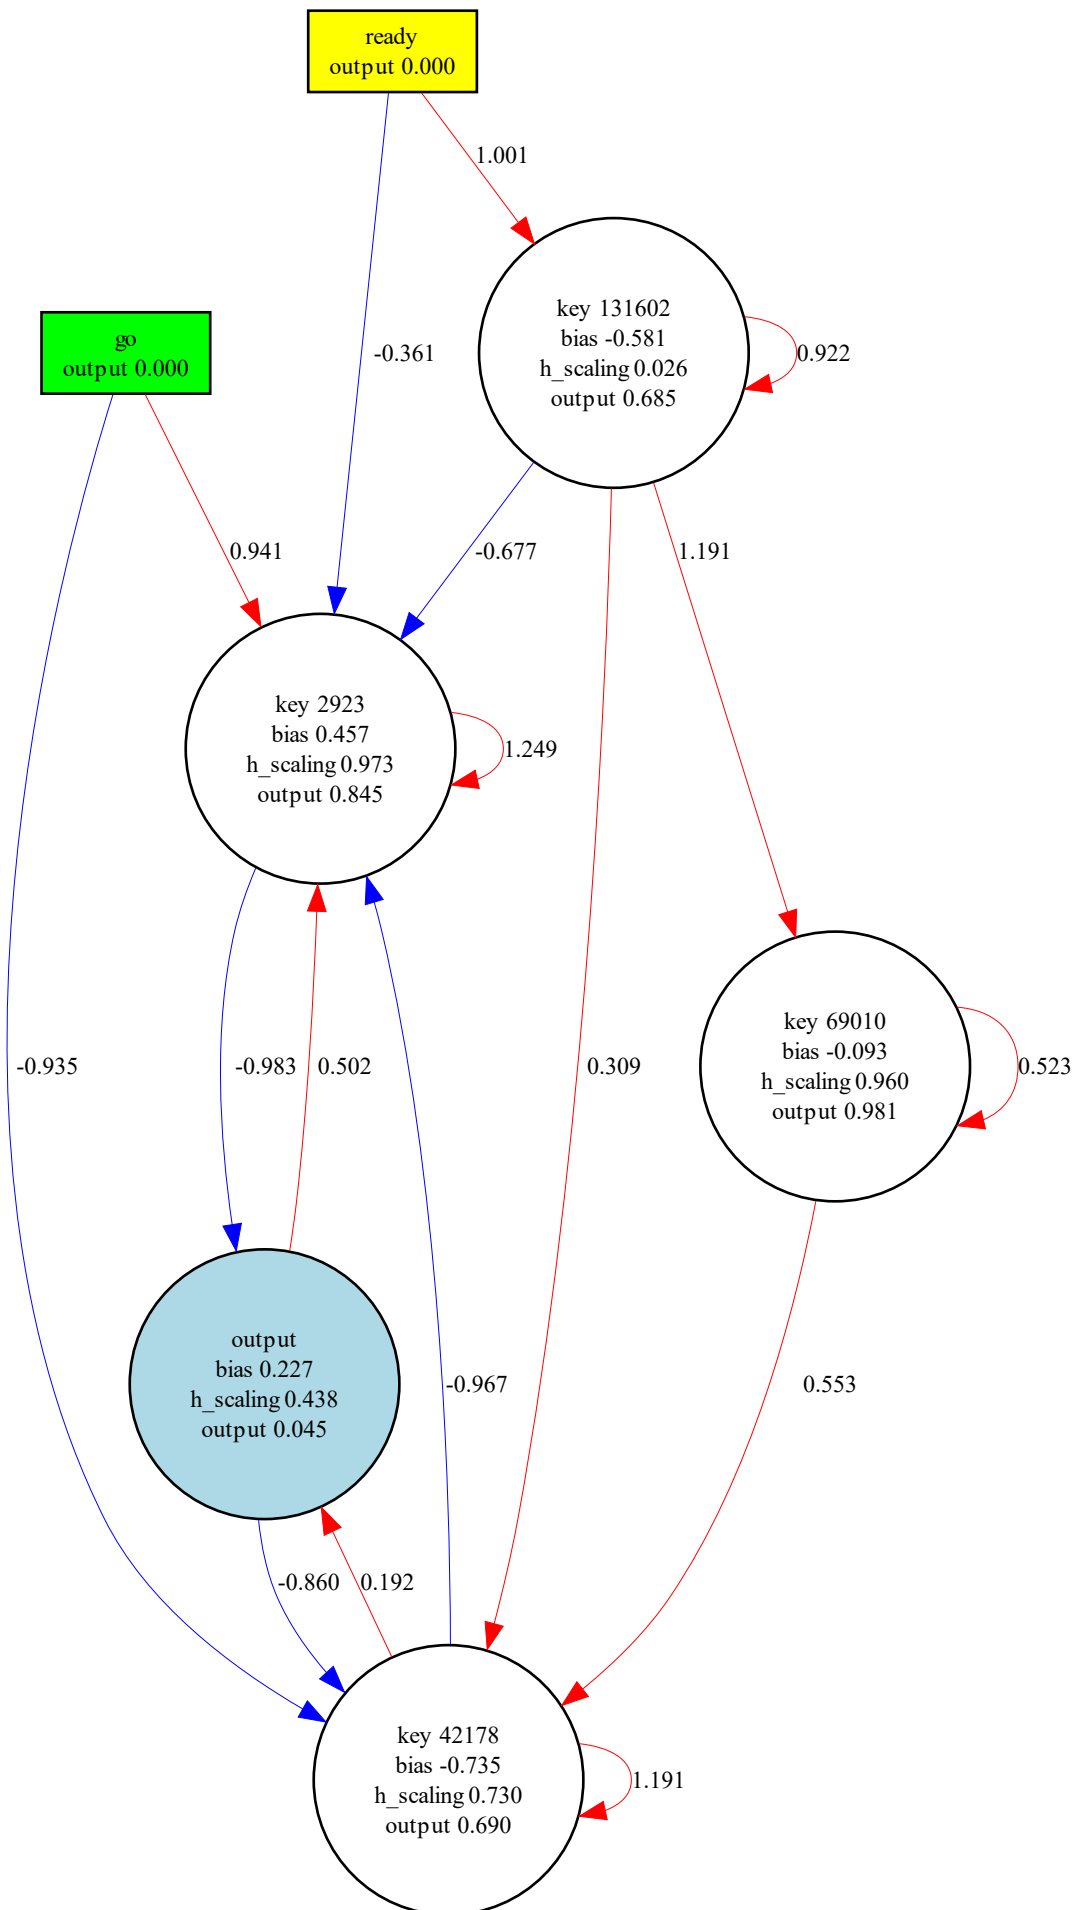 ready
output 0.000
1.001
go
output 0.000
-0.361
key 131602
bias -0.581
h_scaling 0.026
output 0.685
0.922
0.941
-0.677
1.191
key 2923
bias 0.457
h_scaling 0.973
output 0.845
1.249
-0.935
-0.983
0.502
0.309
key 69010
bias -0.093
h_scaling 0.960
output 0.981
0.523
output
bias 0.227
h_scaling 0.438
output 0.045
-0.967
0.553
-0.860
0.192
key 42178
bias -0.735
h_scaling 0.730
output 0.690
1.191